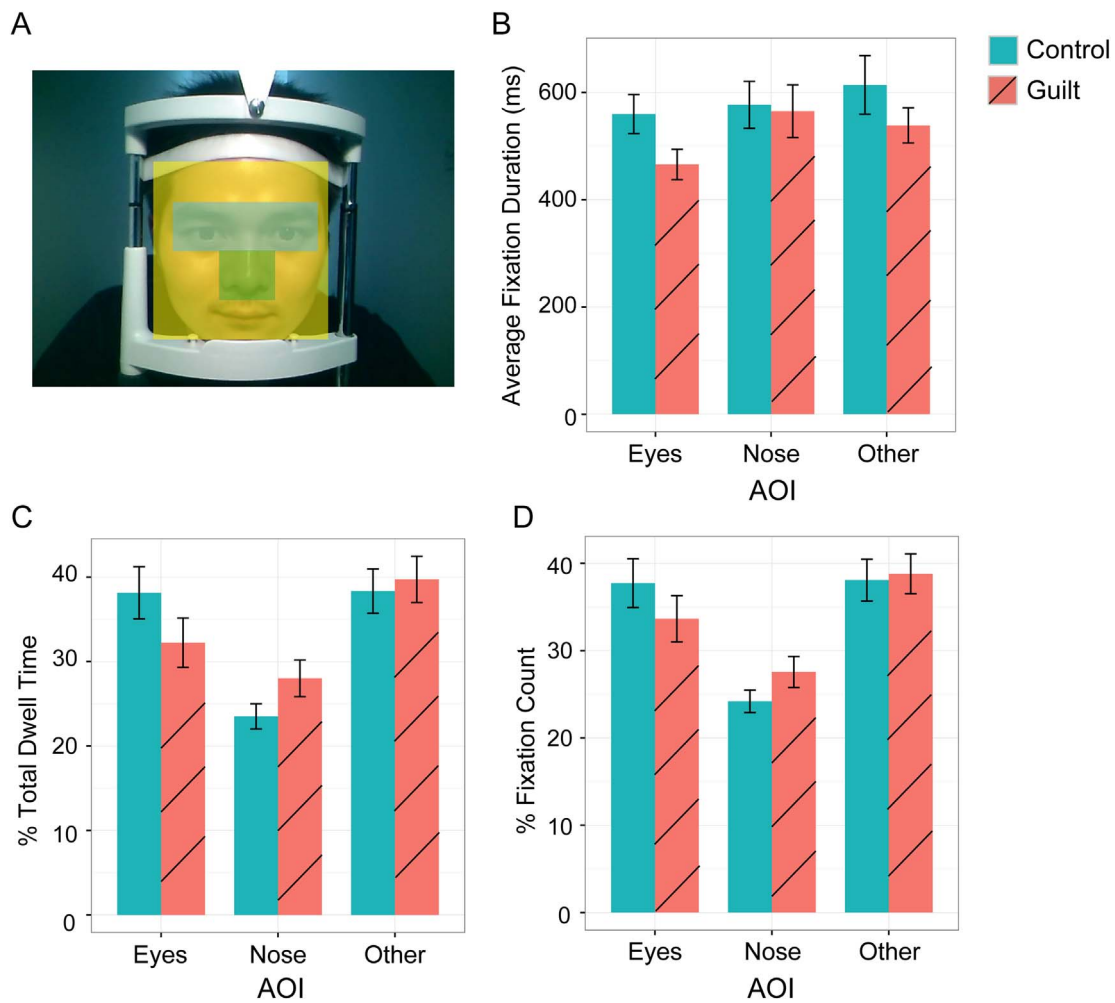 A
B
Control
Guilt
Average Fixation Duration (ms)
600
400
200
0
Eyes Nose Other
AOI
C
% Total Dwell Time
40
30
20
10
0
Eyes Nose Other
AOI
D
% Fixation Count
40
30
20
10
0
Eyes Nose Other
AOI